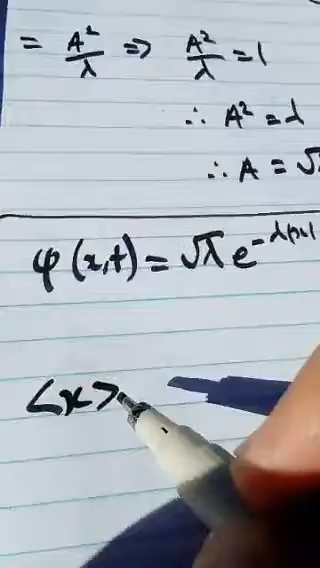 = A²/λ ⇒ A²/λ = 1
∴ A² = λ
∴ A = √
φ(x,t) = √λ e^-λ|x|
<x>